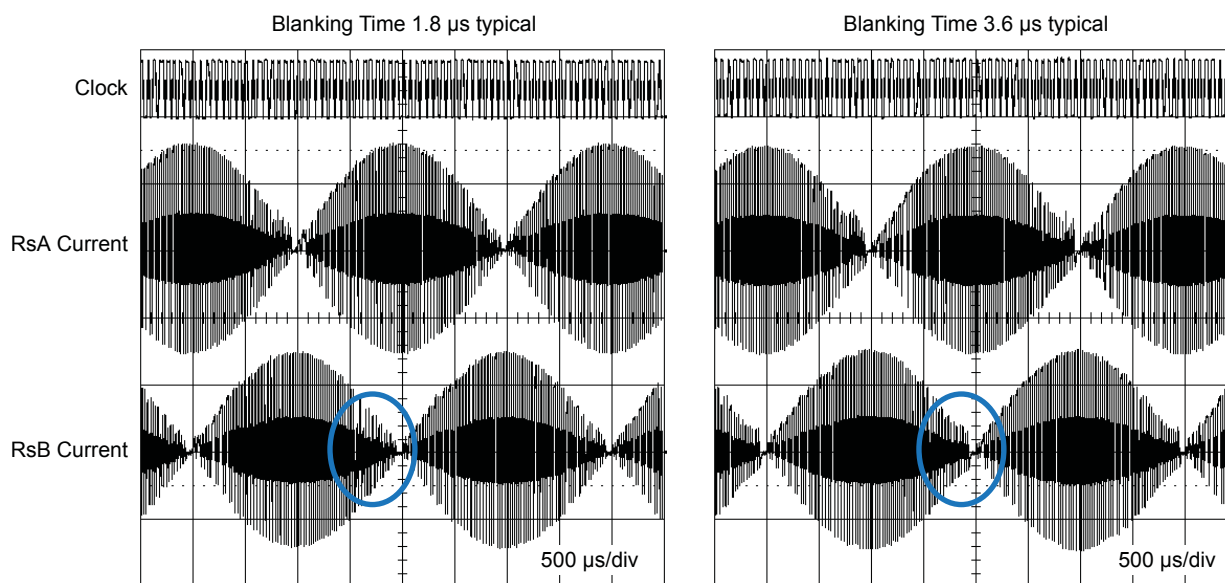 Blanking Time 1.8 µs typical
Blanking Time 3.6 µs typical
Clock
RsA Current
RsB Current
500 µs/div
500 µs/div